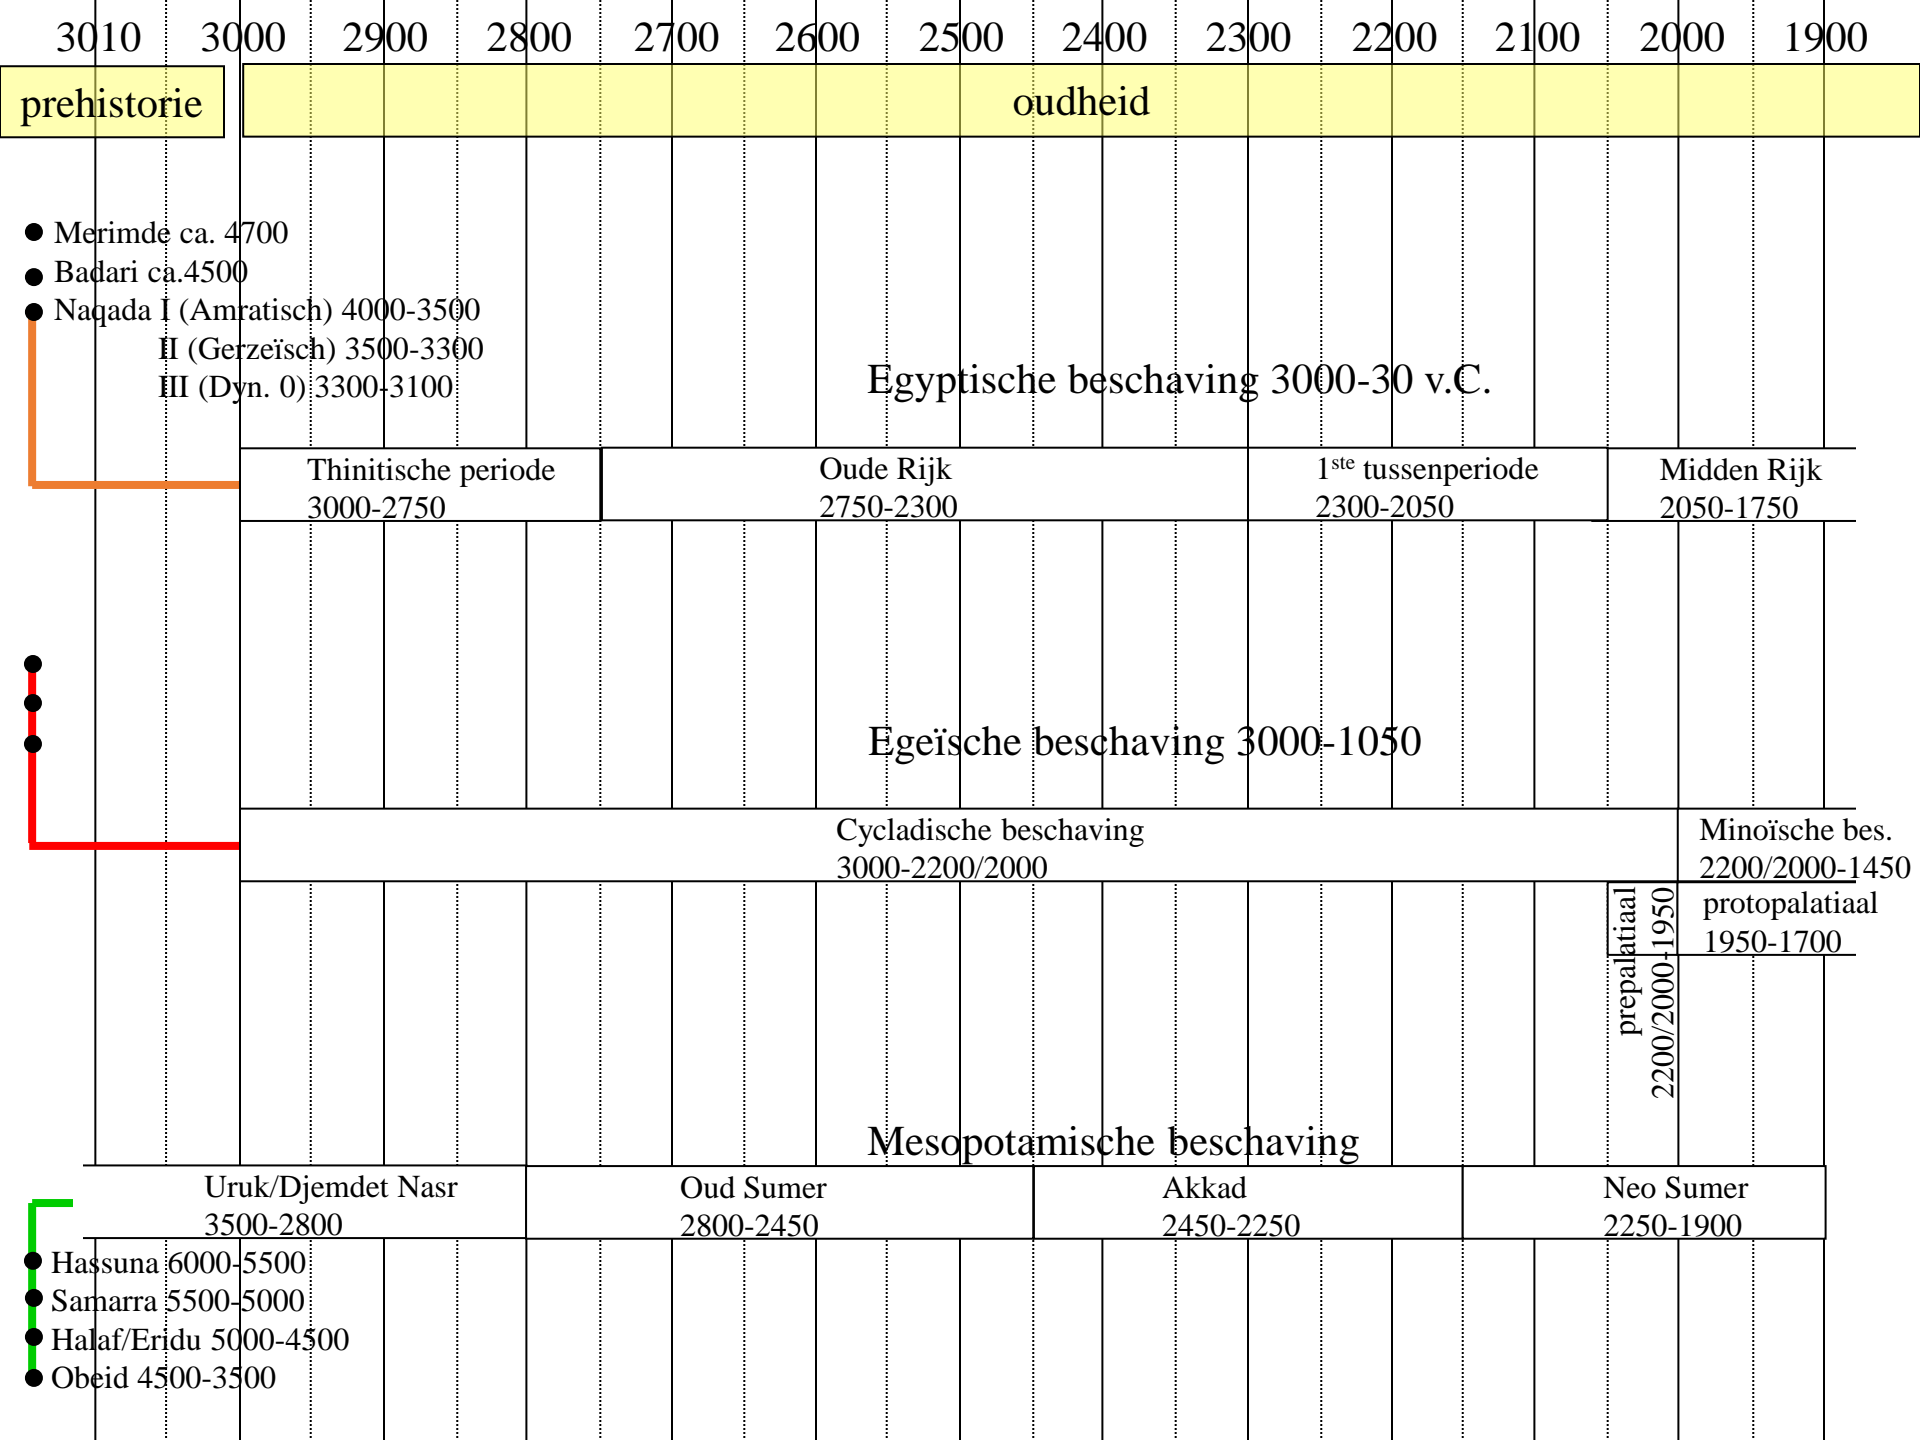 3010 3000 2900 2800 2700 2600 2500 2400 2300 2200 2100 2000 1900
prehistorie oudheid
Merimde ca. 4700
Badari ca.4500
Naqada I (Amratisch) 4000-3500
II (Gerzeïsch) 3500-3300
III (Dyn. 0) 3300-3100
Egyptische beschaving 3000-30 v.C.
Thinitische periode
3000-2750
Oude Rijk
2750-2300
1ste tussenperiode
2300-2050
Midden Rijk
2050-1750
Egeïsche beschaving 3000-1050
Cycladische beschaving
3000-2200/2000
Minoïsche bes.
2200/2000-1450
prepalatiaal
2200/2000-1950
protopalatiaal
1950-1700
Mesopotamische beschaving
Uruk/Djemdet Nasr
3500-2800
Oud Sumer
2800-2450
Akkad
2450-2250
Neo Sumer
2250-1900
Hassuna 6000-5500
Samarra 5500-5000
Halaf/Eridu 5000-4500
Obeid 4500-3500